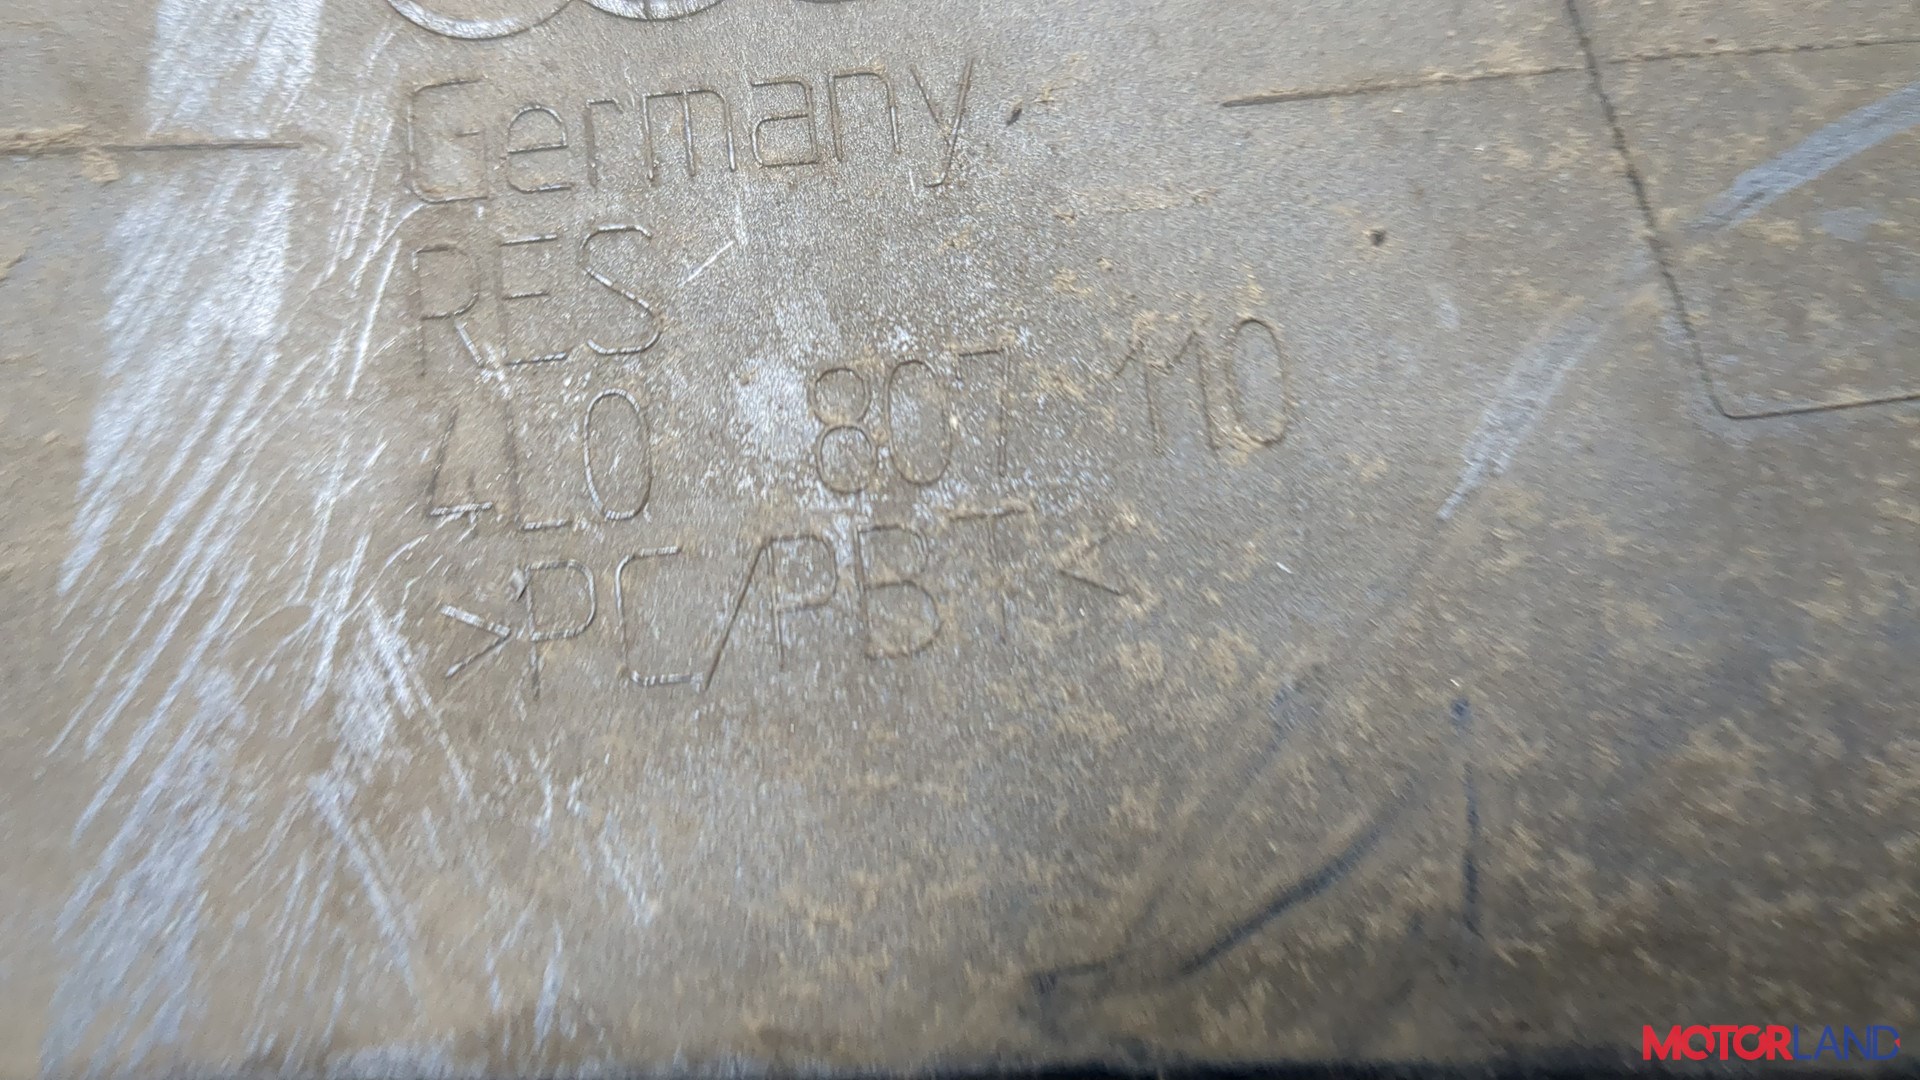 Germany
RES
4L0 807 110
>PC/PBT<
MOTORLAND